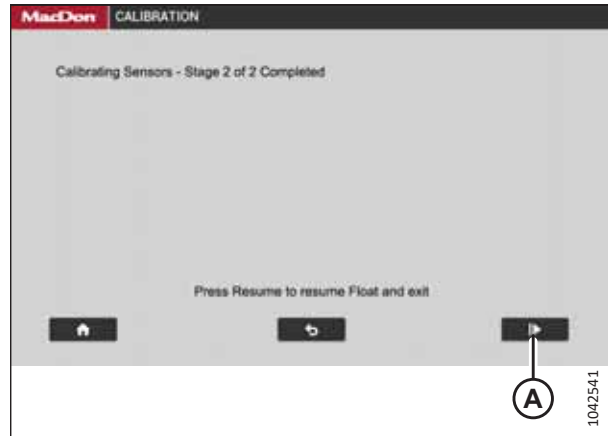 MacDon CALIBRATION
Calibrating Sensors - Stage 2 of 2 Completed
Press Resume to resume Float and exit
A
1042541